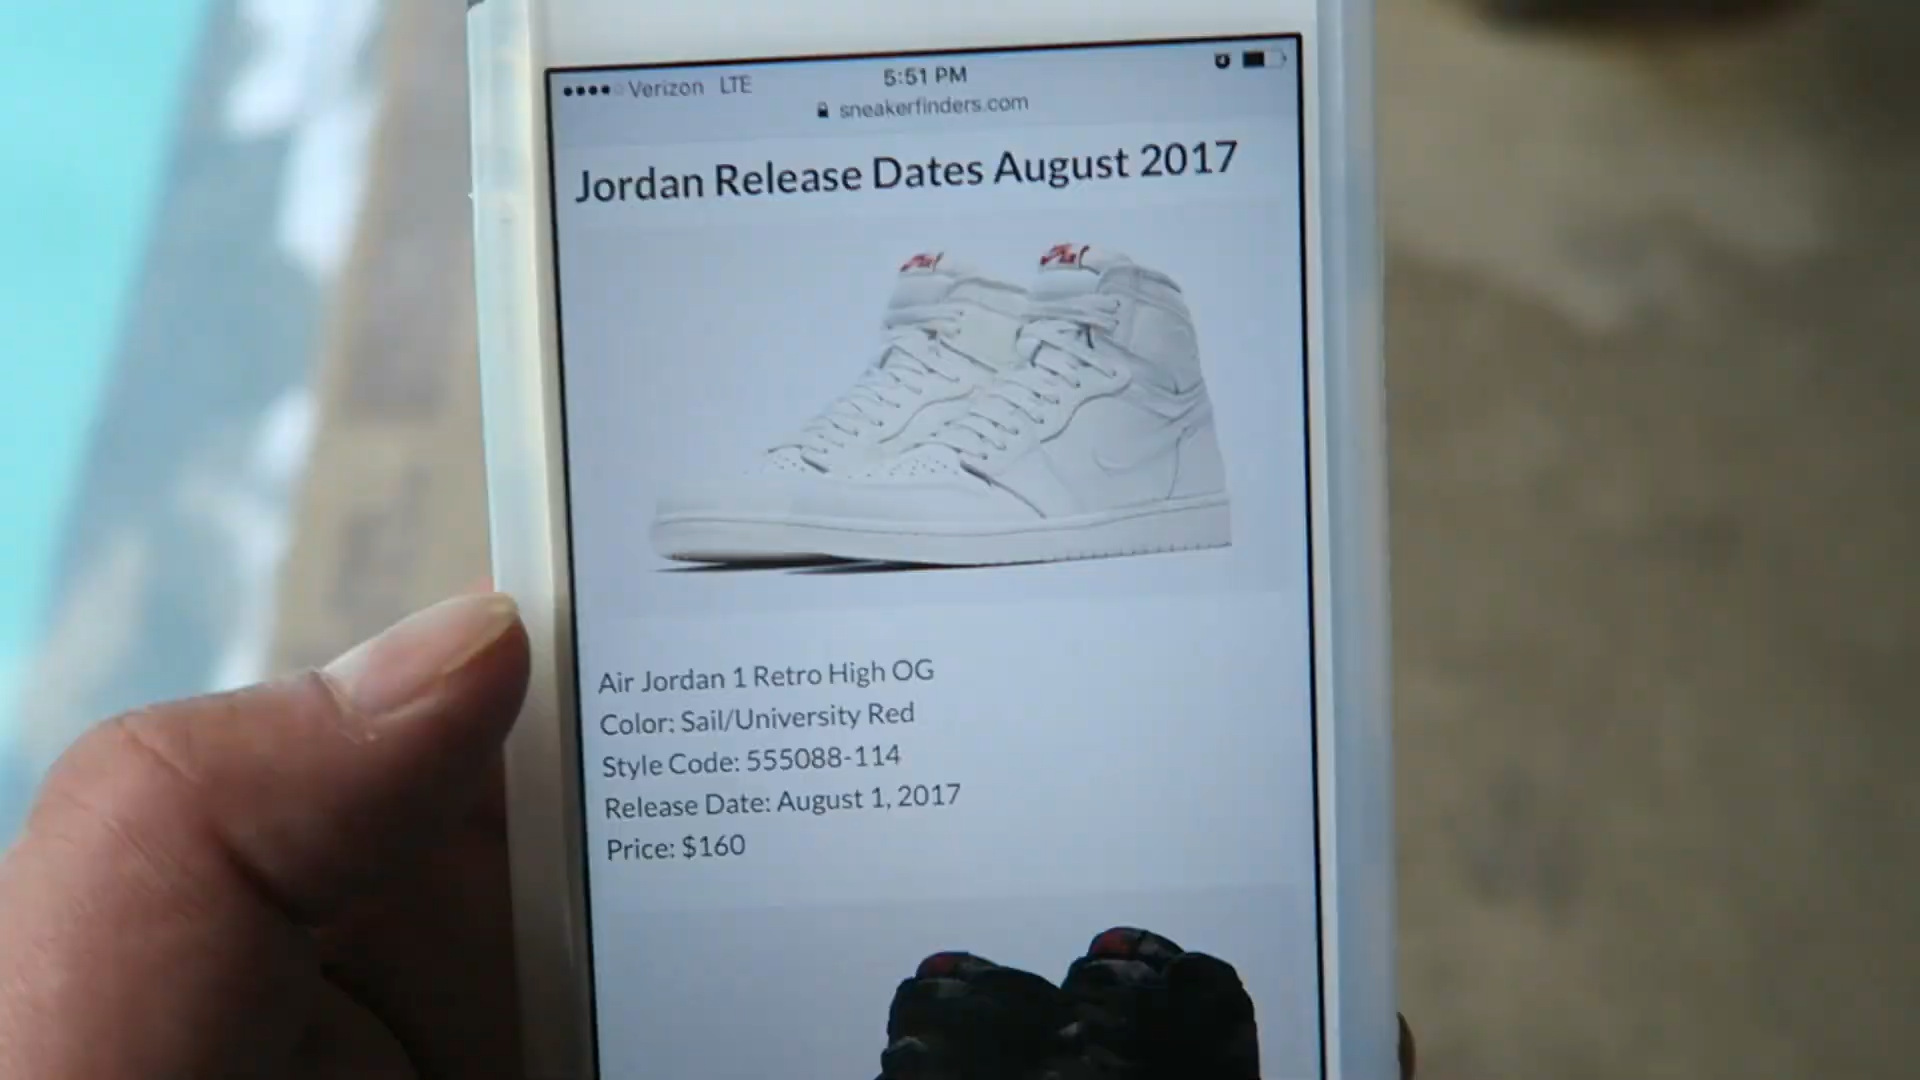 Verizon LTE
5:51 PM
sneakerfinders.com
Jordan Release Dates August 2017
Air Jordan 1 Retro High OG
Color: Sail/University Red
Style Code: 555088-114
Release Date: August 1, 2017
Price: $160